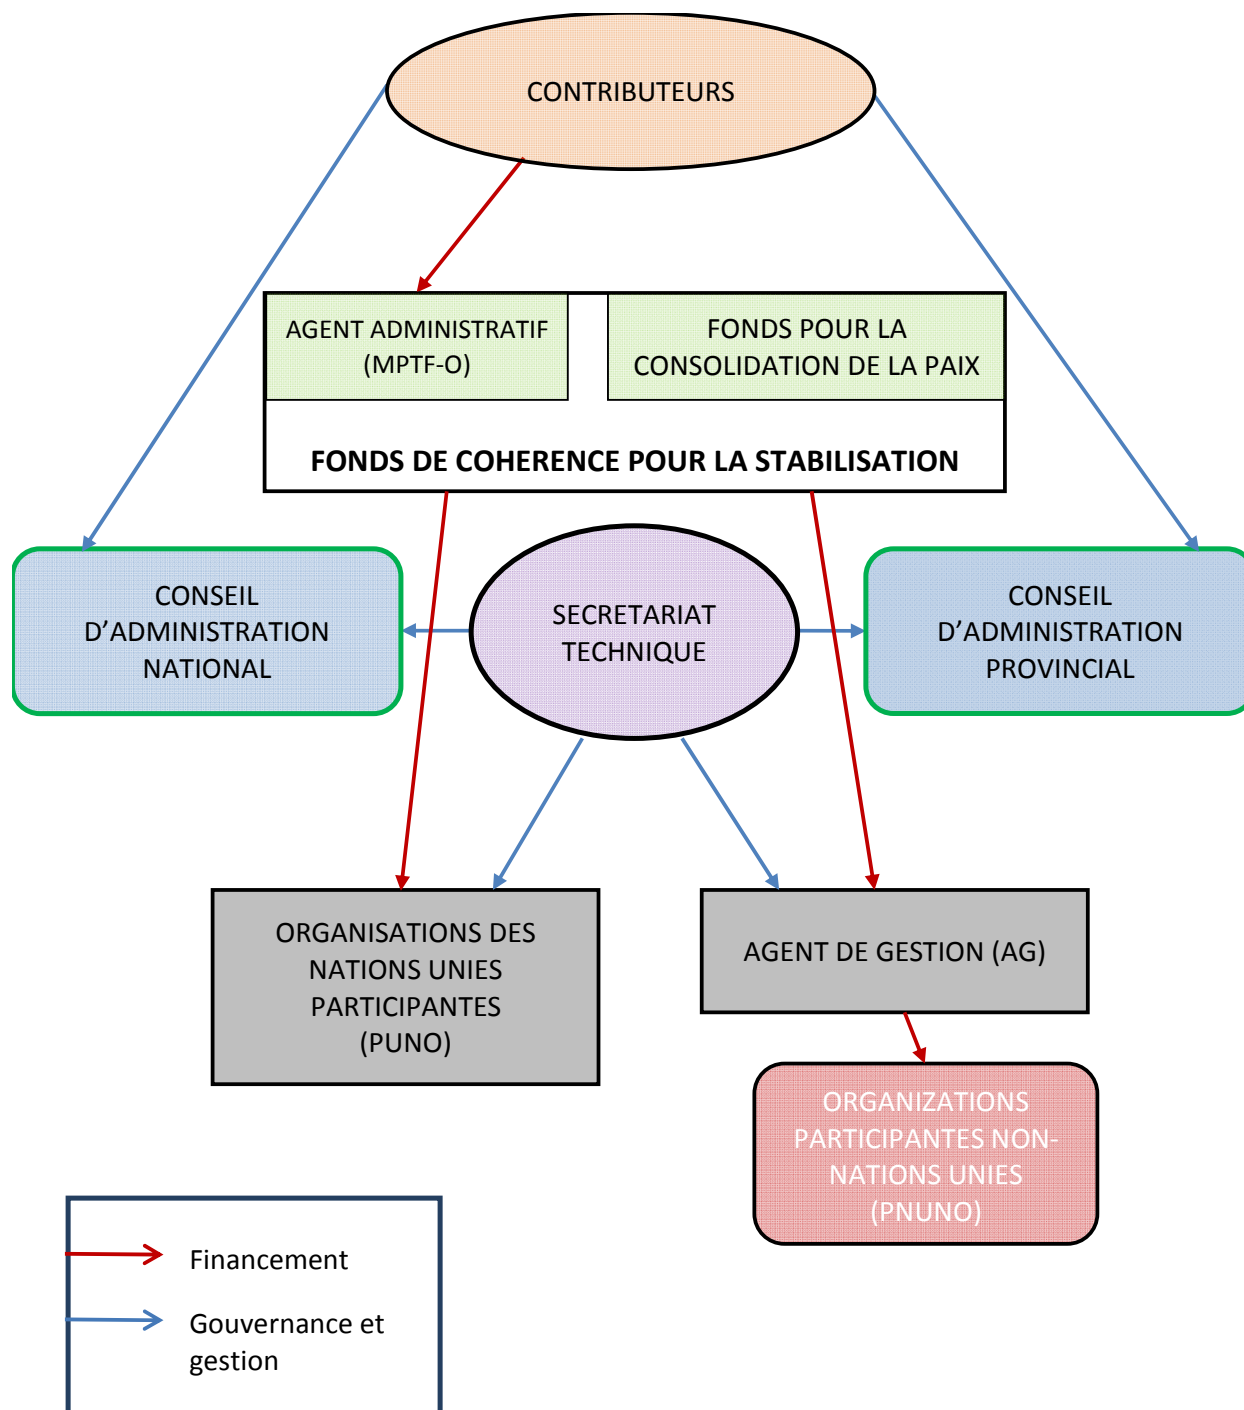 CONTRIBUTEURS
AGENT ADMINISTRATIF
(MPTF-O)
FONDS POUR LA
CONSOLIDATION DE LA PAIX
FONDS DE COHERENCE POUR LA STABILISATION
CONSEIL
D’ADMINISTRATION
NATIONAL
SECRETARIAT
TECHNIQUE
CONSEIL
D’ADMINISTRATION
PROVINCIAL
ORGANISATIONS DES
NATIONS UNIES
PARTICIPANTES
(PUNO)
AGENT DE GESTION (AG)
ORGANIZATIONS
PARTICIPANTES NON-
NATIONS UNIES
(PNUNO)
Financement
Gouvernance et
gestion